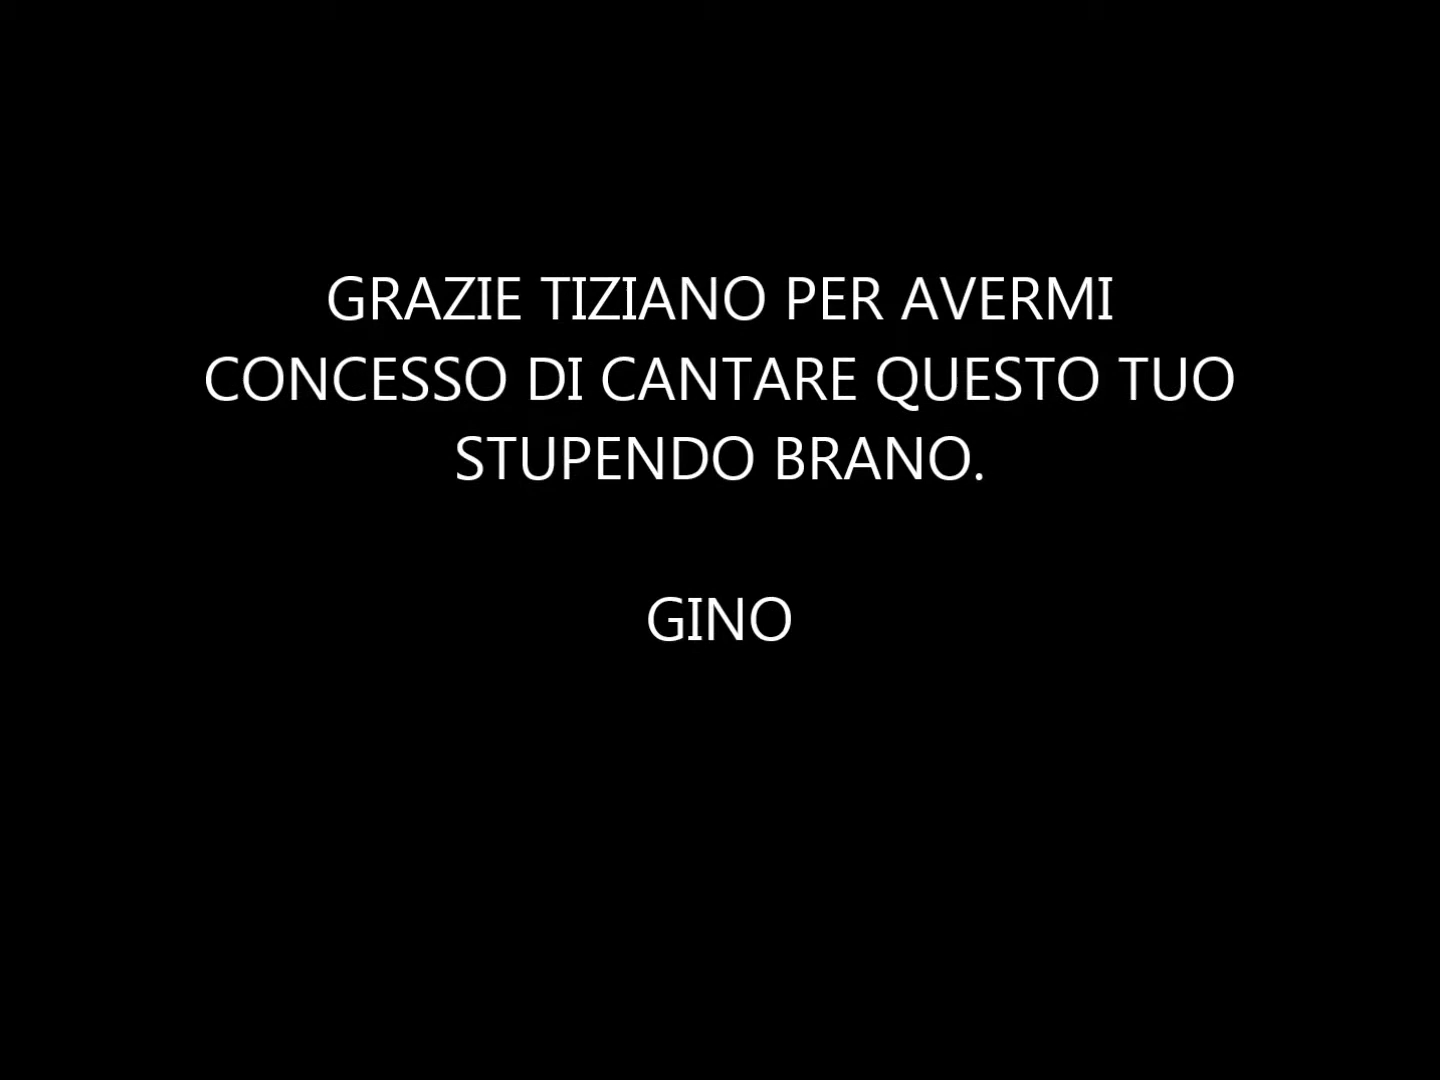 GRAZIE TIZIANO PER AVERMI
CONCESSO DI CANTARE QUESTO TUO
STUPENDO BRANO.
GINO